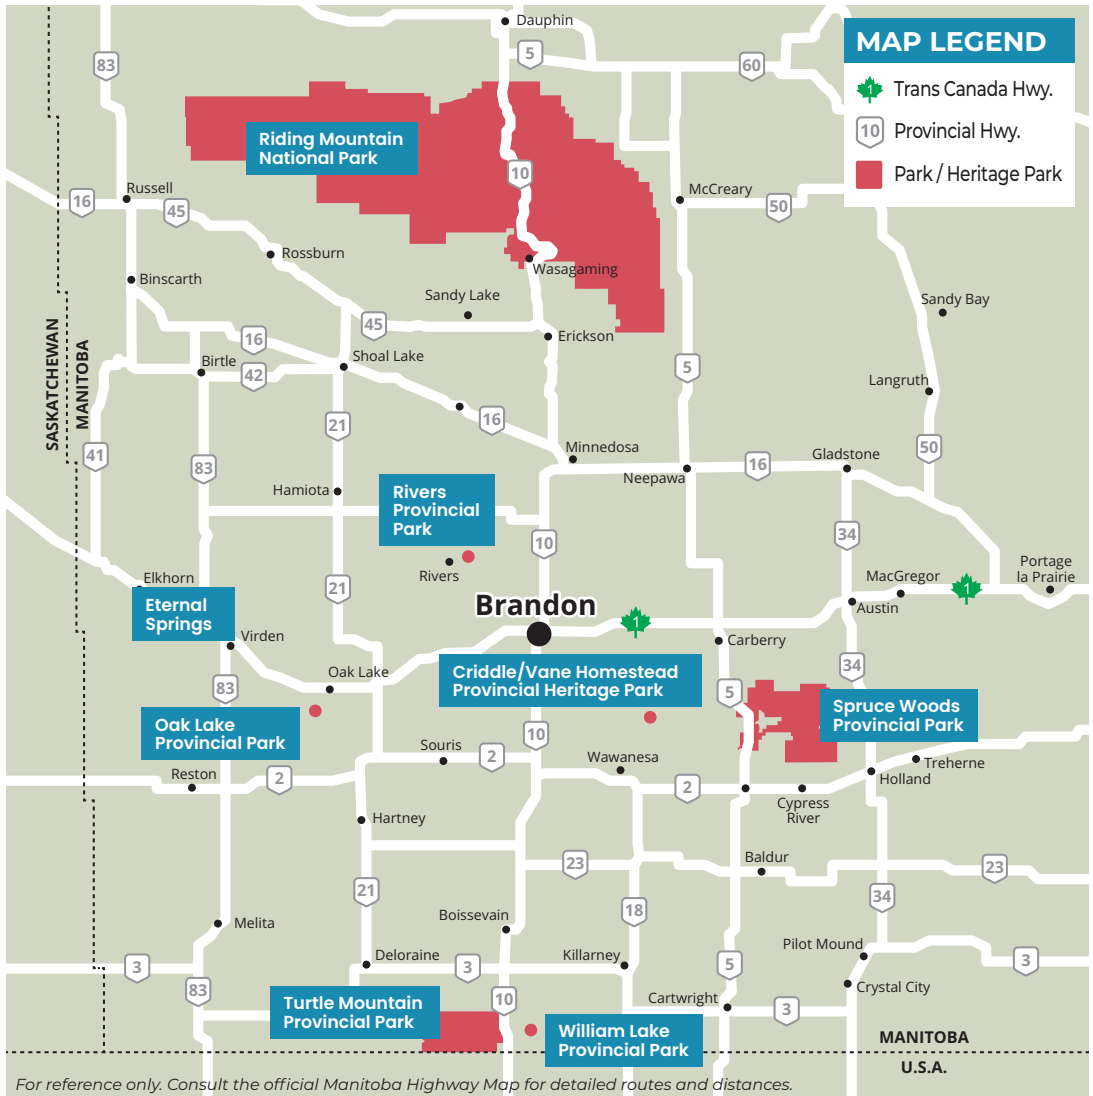 Dauphin
5
83
60
MAP LEGEND
1 Trans Canada Hwy.
10 Provincial Hwy.
Park / Heritage Park
Riding Mountain
National Park
10
Russell
16
45
McCreary
50
Rossburn
Wasagaming
Binscarth
Sandy Lake
Sandy Bay
45
16
Erickson
SASKATCHEWAN
MANITOBA
Shoal Lake
Birtle
42
5
Langruth
16
21
41
83
Minnedosa
50
Gladstone
16
Neepawa
Hamiota
Rivers
Provincial
Park
10
34
Rivers
Elkhorn
21
MacGregor
Portage
la Prairie
1
Eternal
Springs
Brandon
Austin
1
Virden
Carberry
Oak Lake
83
Criddle/Vane Homestead
Provincial Heritage Park
34
5
Spruce Woods
Provincial Park
Oak Lake
Provincial Park
10
Souris
2
Wawanesa
Treherne
Reston
2
2
Holland
Cypress
River
Hartney
Baldur
23
23
21
34
18
Boissevain
Melita
Pilot Mound
Deloraine
3
Killarney
3
5
3
Crystal City
83
10
Cartwright
3
Turtle Mountain
Provincial Park
William Lake
Provincial Park
MANITOBA
U.S.A.
For reference only. Consult the official Manitoba Highway Map for detailed routes and distances.